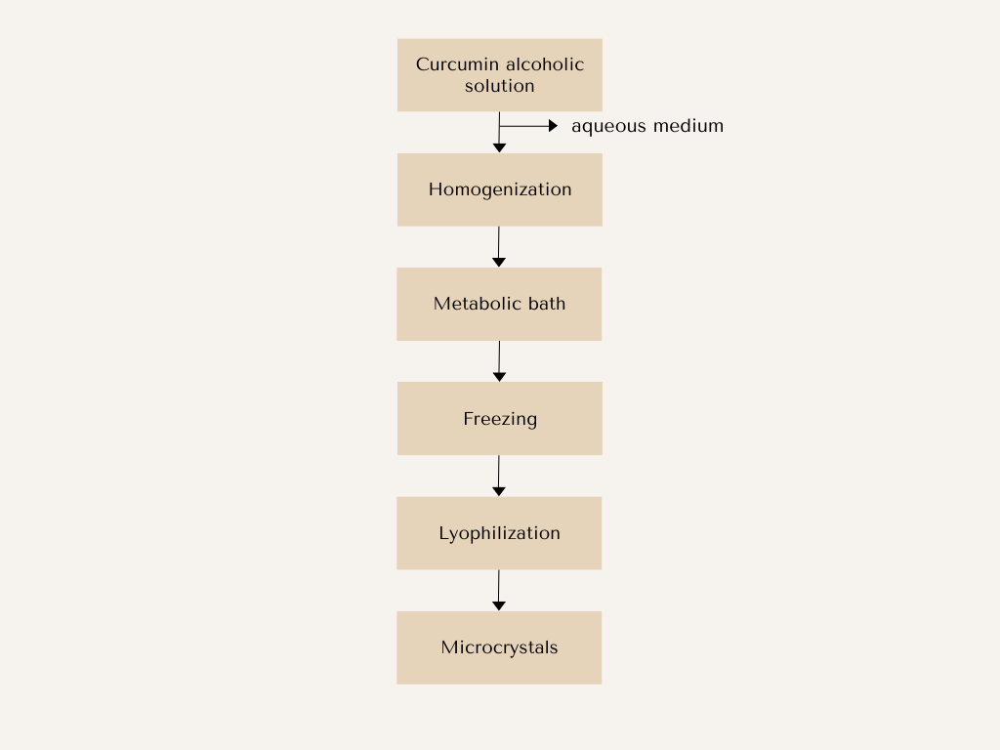 Curcumin alcoholic
solution
aqueous medium
Homogenization
Metabolic bath
Freezing
Lyophilization
Microcrystals